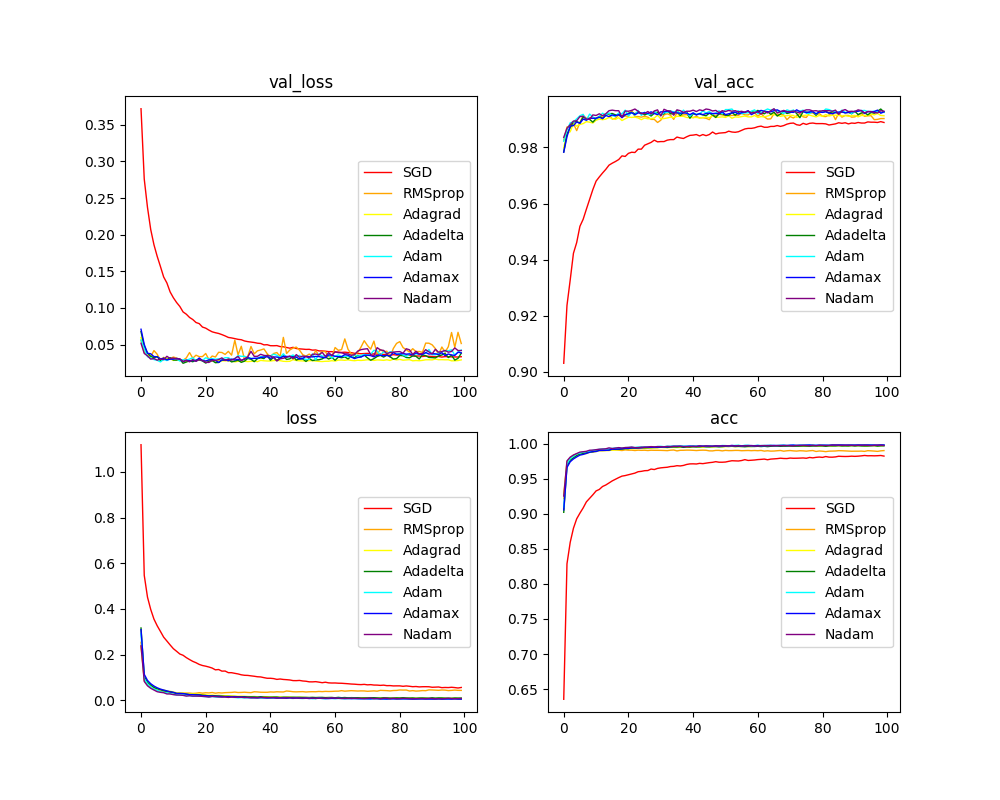 val_loss
0.35
0.30
0.25
0.20
0.15
0.10
0.05
0 20 40 60 80 100
SGD
RMSprop
Adagrad
Adadelta
Adam
Adamax
Nadam
val_acc
0.98
0.96
0.94
0.92
0.90
0 20 40 60 80 100
SGD
RMSprop
Adagrad
Adadelta
Adam
Adamax
Nadam
loss
1.0
0.8
0.6
0.4
0.2
0.0
0 20 40 60 80 100
SGD
RMSprop
Adagrad
Adadelta
Adam
Adamax
Nadam
acc
1.00
0.95
0.90
0.85
0.80
0.75
0.70
0.65
0 20 40 60 80 100
SGD
RMSprop
Adagrad
Adadelta
Adam
Adamax
Nadam